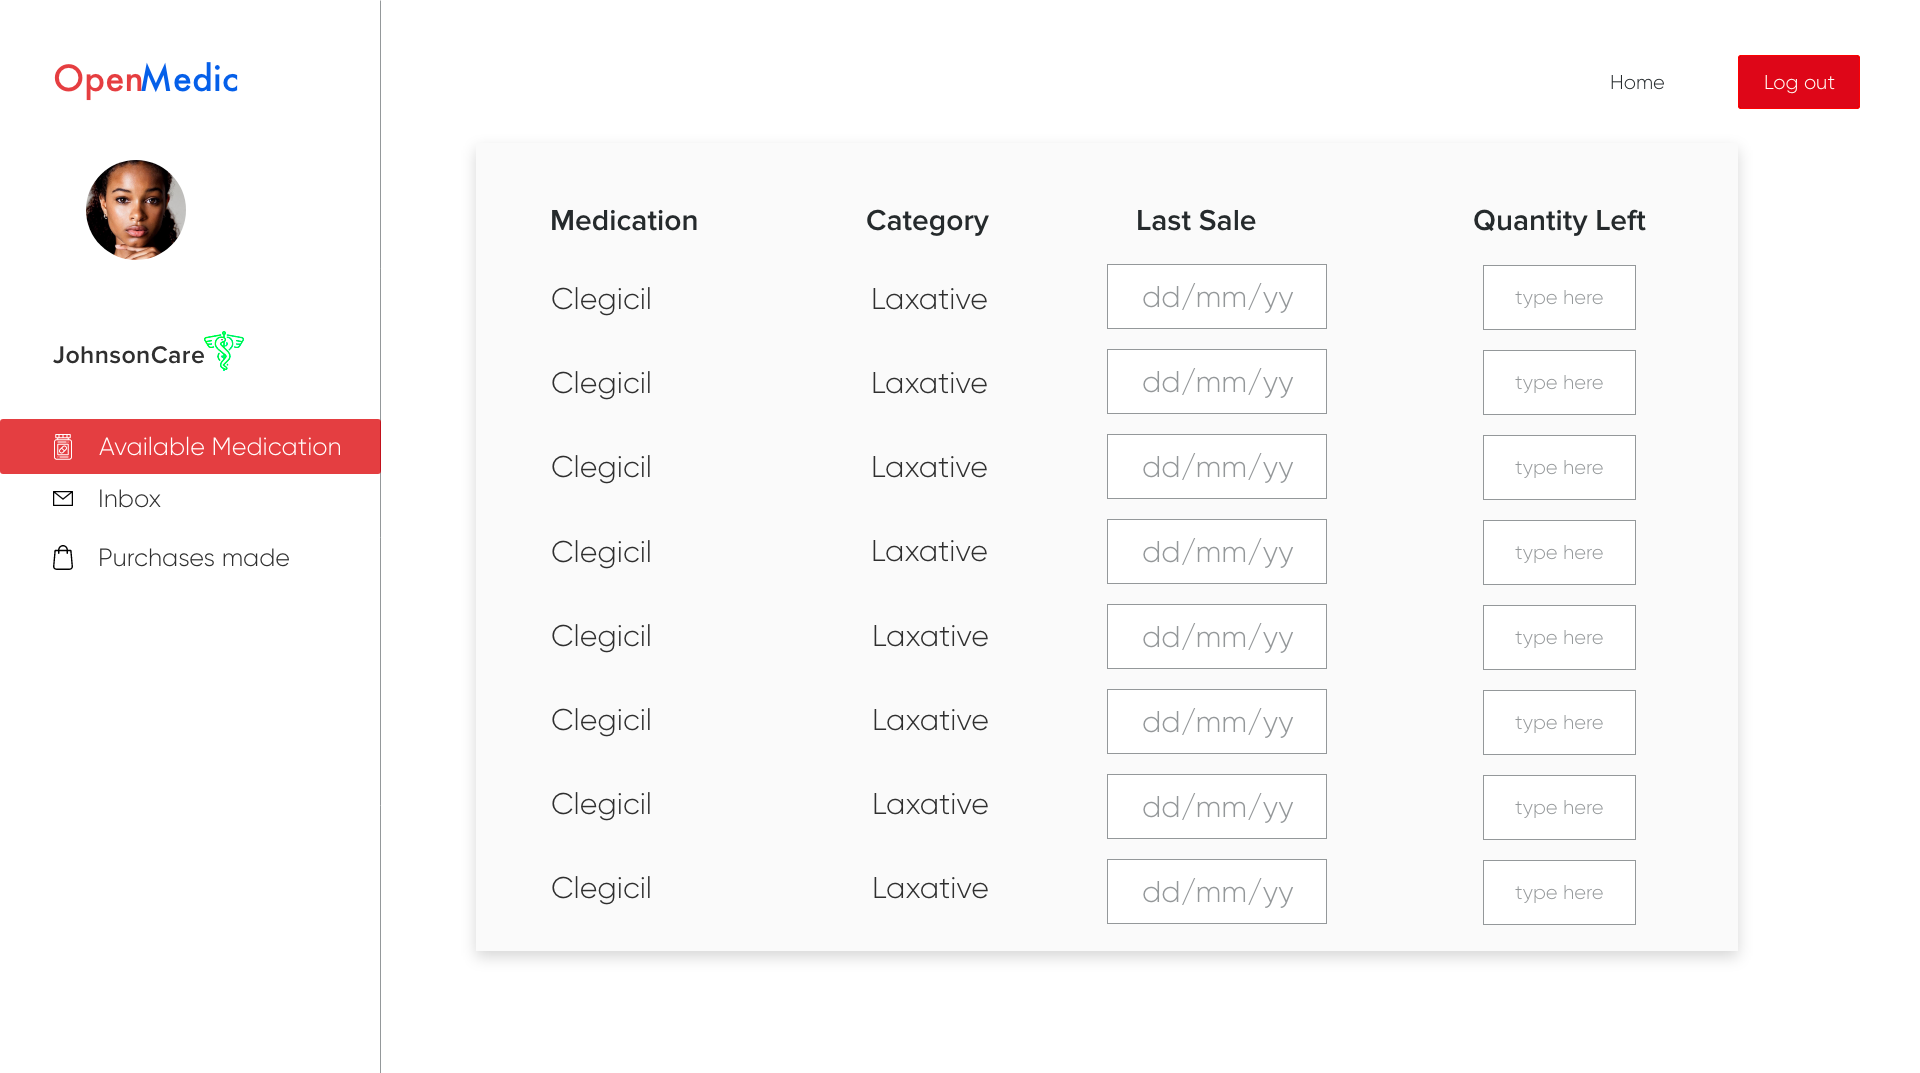 OpenMedic
Home
Log out
JohnsonCare
Available Medication
Inbox
Purchases made
Medication Category Last Sale Quantity Left
Clegicil Laxative dd/mm/yy type here
Clegicil Laxative dd/mm/yy type here
Clegicil Laxative dd/mm/yy type here
Clegicil Laxative dd/mm/yy type here
Clegicil Laxative dd/mm/yy type here
Clegicil Laxative dd/mm/yy type here
Clegicil Laxative dd/mm/yy type here
Clegicil Laxative dd/mm/yy type here